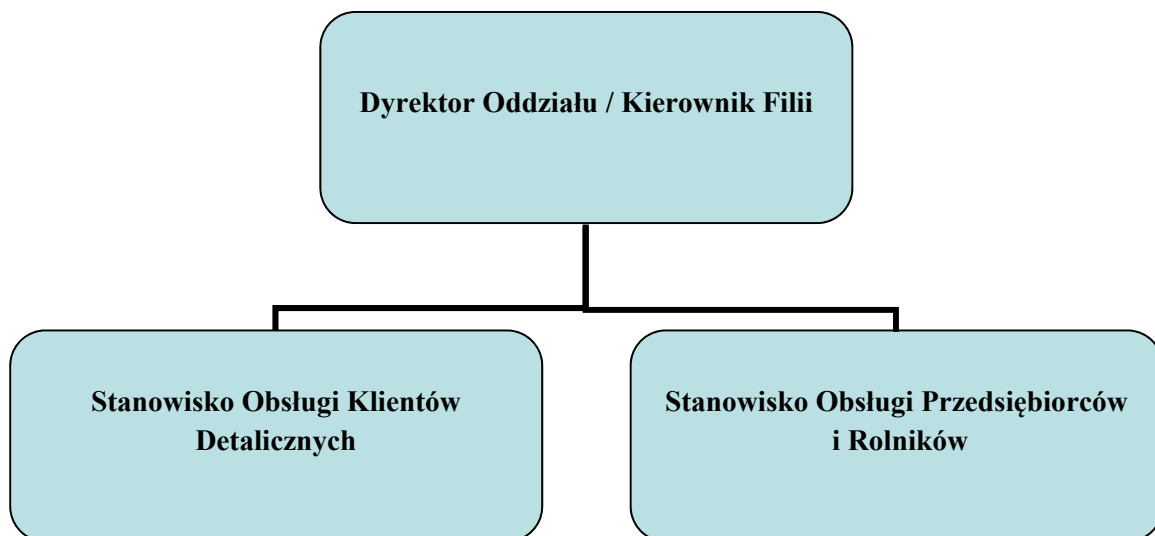 Dyrektor Oddziału / Kierownik Filii
Stanowisko Obsługi Klientów
Detalicznych
Stanowisko Obsługi Przedsiębiorców
i Rolników